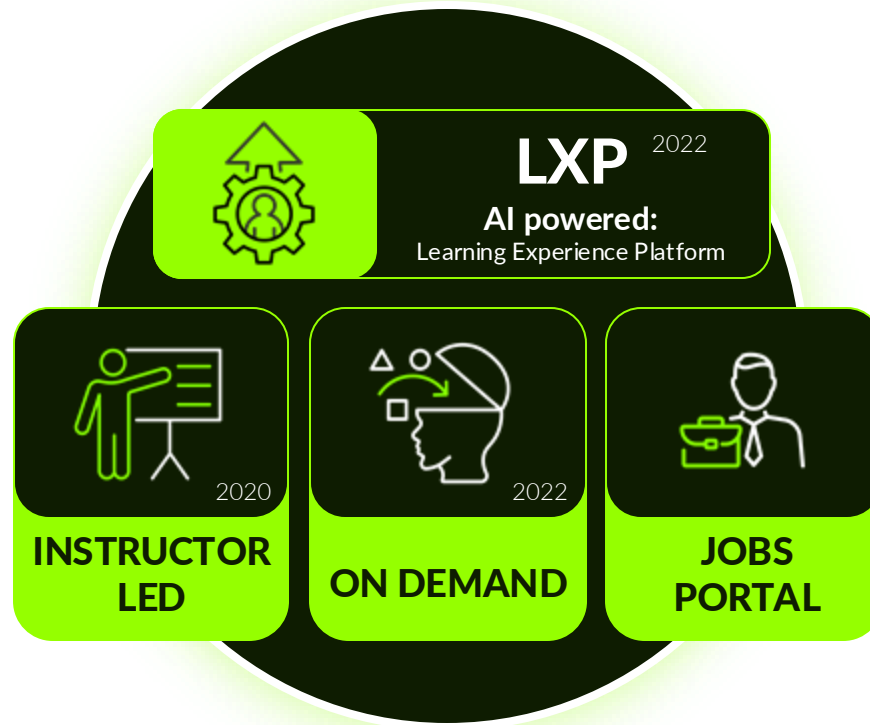 LXP 2022
AI powered:
Learning Experience Platform
2020
2022
INSTRUCTOR
LED
ON DEMAND
JOBS
PORTAL